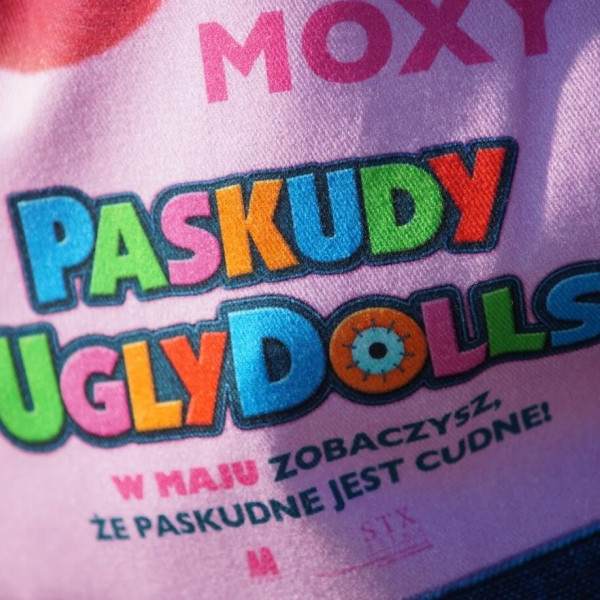 MOXY
PASKUDY
UGLYDOLLS
W MAJU ZOBACZYSZ,
ŻE PASKUDNE JEST CUDNE!
M STX